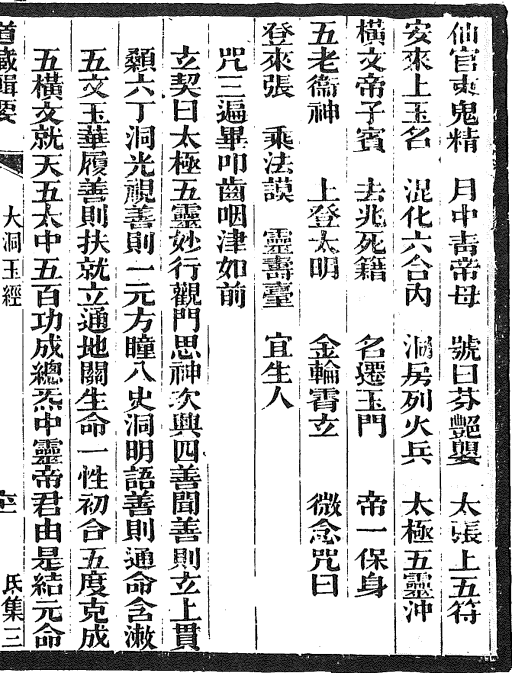 仙官束鬼精　月中青帝母　號曰芬艷嬰　太張上五符
安來上玉名　混化六合內　洞房列火兵　太極五靈沖
橫文帝子賓　去兆死籍　名遷玉門　帝一保身
五老衞神　上登太明　金輪霄立　微念咒曰
登來張　乘法謨　靈壽臺　宜生人
咒三遍畢叩齒咽津如前
立契曰太極五靈妙行觀門思神次興四善聞善則立上貫
顙六丁洞光視善則一元方瞳八史洞明語善則通命含漱
五文玉華履善則扶就立通地關生命一性初合五度克成
五橫文就天五太中五百功成總炁中靈帝君由是結元命
道藏輯要　大洞玉經　氐集三